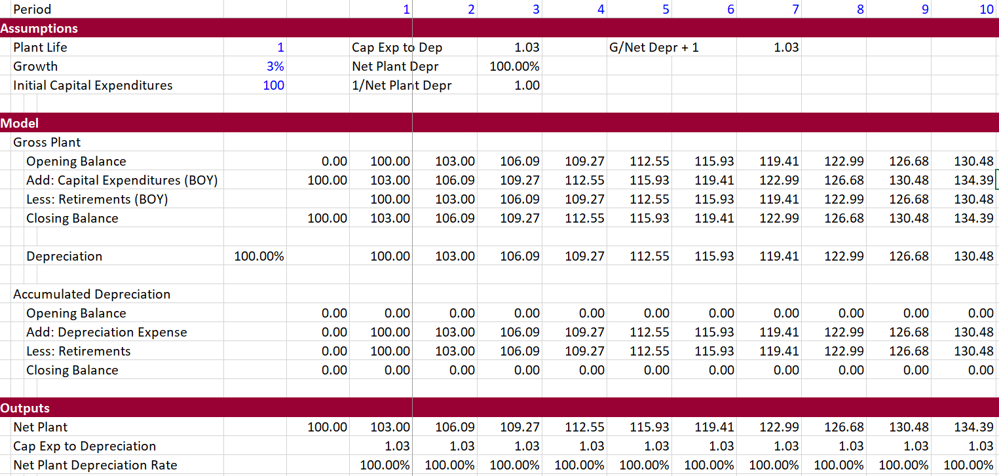 Period 1 2 3 4 5 6 7 8 9 10
Assumptions
Plant Life 1 Cap Exp to Dep 1.03 G/Net Depr + 1 1.03
Growth 3% Net Plant Depr 100.00%
Initial Capital Expenditures 100 1/Net Plant Depr 1.00
Model
Gross Plant
Opening Balance 0.00 100.00 103.00 106.09 109.27 112.55 115.93 119.41 122.99 126.68 130.48
Add: Capital Expenditures (BOY) 100.00 103.00 106.09 109.27 112.55 115.93 119.41 122.99 126.68 130.48 134.39
Less: Retirements (BOY) 100.00 103.00 106.09 109.27 112.55 115.93 119.41 122.99 126.68 130.48
Closing Balance 100.00 103.00 106.09 109.27 112.55 115.93 119.41 122.99 126.68 130.48 134.39
Depreciation 100.00% 100.00 103.00 106.09 109.27 112.55 115.93 119.41 122.99 126.68 130.48
Accumulated Depreciation
Opening Balance 0.00 0.00 0.00 0.00 0.00 0.00 0.00 0.00 0.00 0.00 0.00
Add: Depreciation Expense 0.00 100.00 103.00 106.09 109.27 112.55 115.93 119.41 122.99 126.68 130.48
Less: Retirements 0.00 100.00 103.00 106.09 109.27 112.55 115.93 119.41 122.99 126.68 130.48
Closing Balance 0.00 0.00 0.00 0.00 0.00 0.00 0.00 0.00 0.00 0.00 0.00
Outputs
Net Plant 100.00 103.00 106.09 109.27 112.55 115.93 119.41 122.99 126.68 130.48 134.39
Cap Exp to Depreciation 1.03 1.03 1.03 1.03 1.03 1.03 1.03 1.03 1.03 1.03
Net Plant Depreciation Rate 100.00% 100.00% 100.00% 100.00% 100.00% 100.00% 100.00% 100.00% 100.00% 100.00%